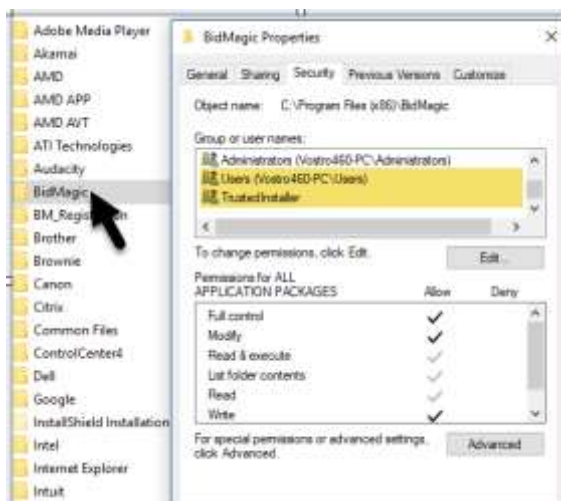 Adobe Media Player
Akamai
AMD
AMD APP
AMD AVT
ATI Technologies
Audacity
BidMagic
BM_Regis on
Brother
Brownie
Canon
Citrix
Common Files
ControlCenter4
Dell
Google
InstallShield Installation
Intel
Internet Explorer
Intuit
BidMagic Properties
General Sharing Security Previous Versions Customize
Object name: C:\Program Files (x86)\BidMagic
Group or user names:
Administrators (Vostro460-PC\Administrators)
Users (Vostro460-PC\Users)
TrustedInstaller
To change permissions, click Edit.
Edit...
Permissions for ALL
APPLICATION PACKAGES Allow Deny
Full control
Modify
Read & execute
List folder contents
Read
Write
For special permissions or advanced settings,
click Advanced.
Advanced